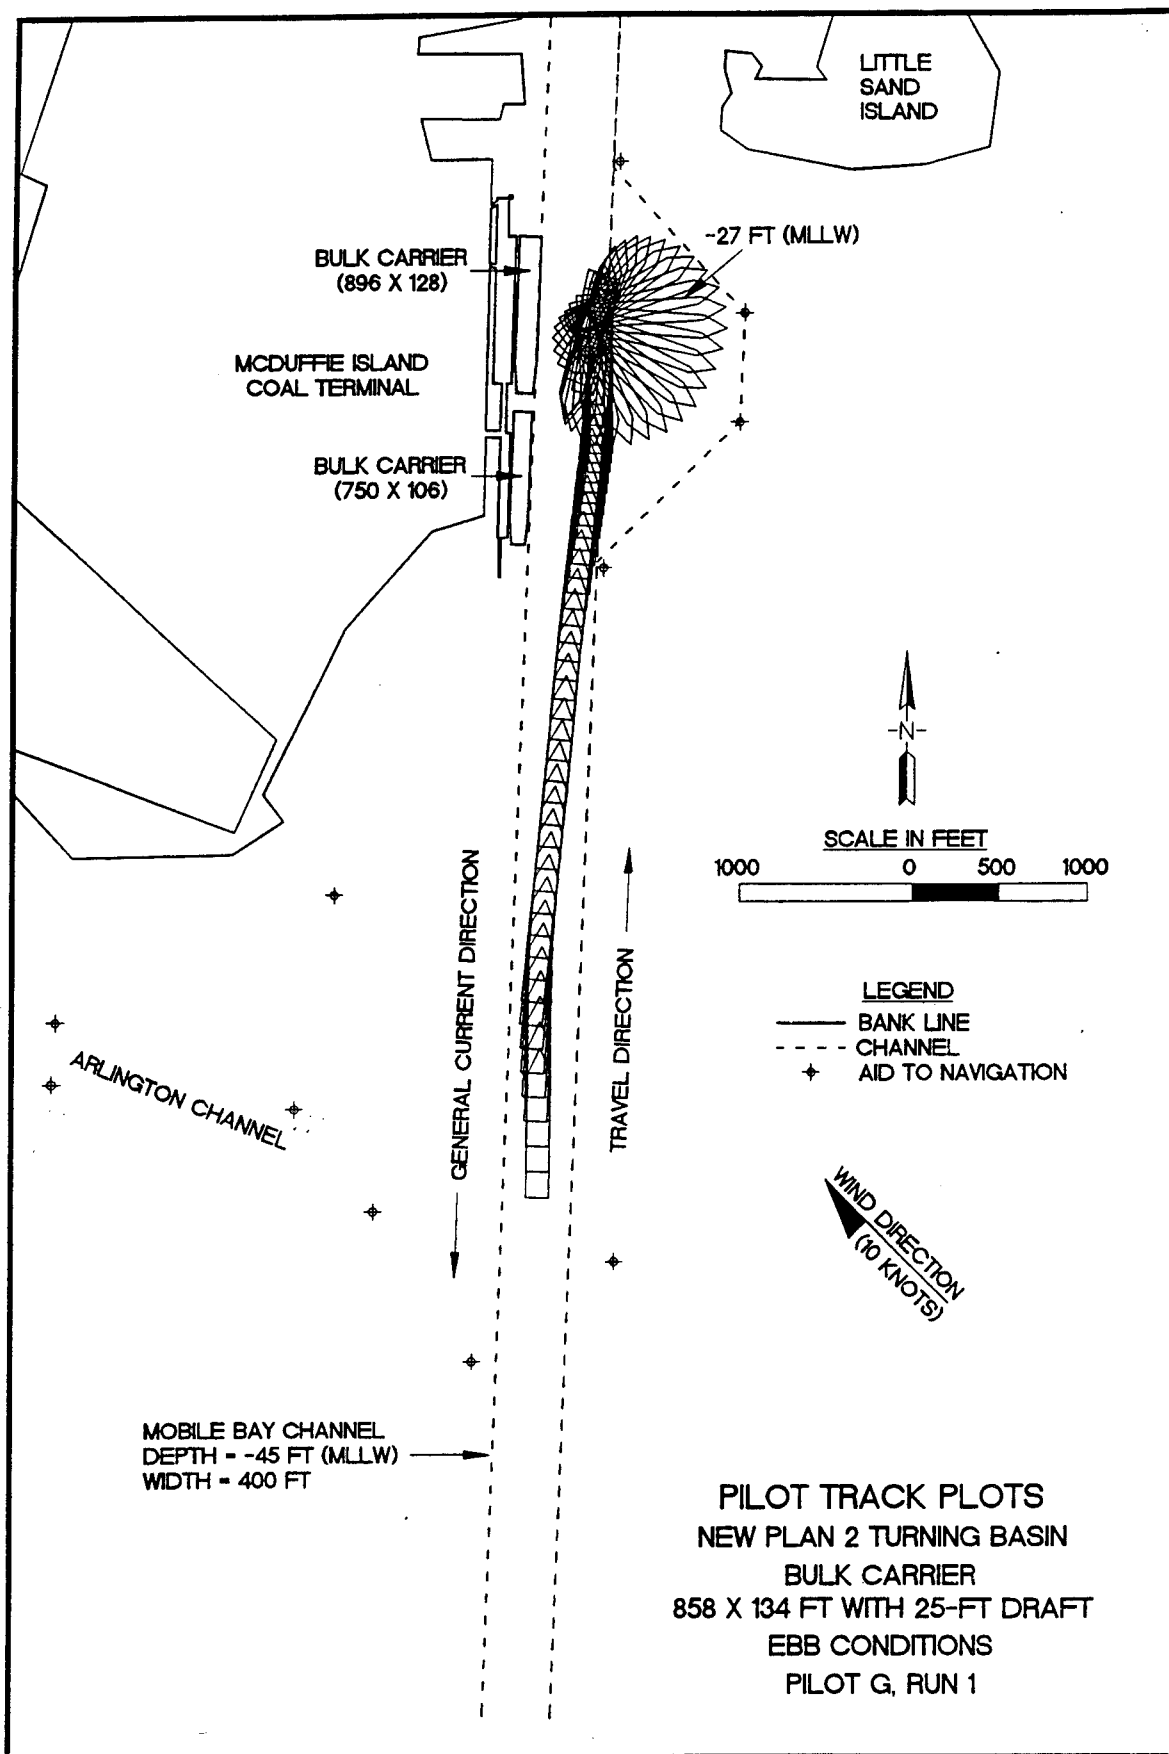 LITTLE
SAND
ISLAND
-27 FT (MLLW)
BULK CARRIER
(896 X 128)
MCDUFFIE ISLAND
COAL TERMINAL
BULK CARRIER
(750 X 106)
-N-
SCALE IN FEET
1000 0 500 1000
GENERAL CURRENT DIRECTION
TRAVEL DIRECTION
LEGEND
BANK LINE
CHANNEL
AID TO NAVIGATION
ARLINGTON CHANNEL
WIND DIRECTION
(10 KNOTS)
MOBILE BAY CHANNEL
DEPTH = -45 FT (MLLW)
WIDTH = 400 FT
PILOT TRACK PLOTS
NEW PLAN 2 TURNING BASIN
BULK CARRIER
858 X 134 FT WITH 25-FT DRAFT
EBB CONDITIONS
PILOT G, RUN 1